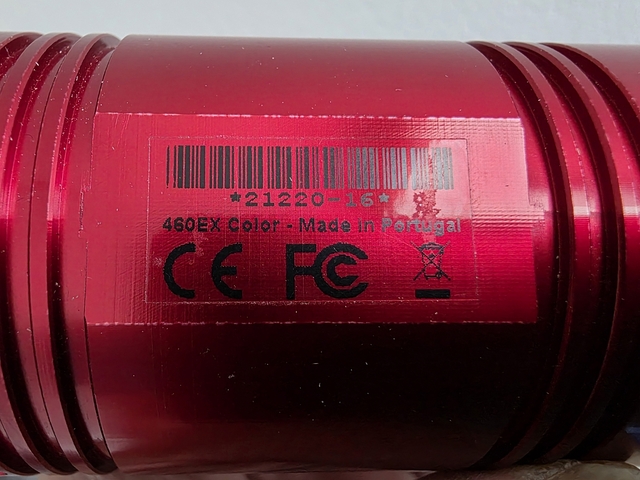 *21220-16*
460EX Color - Made in Portugal
CE FC